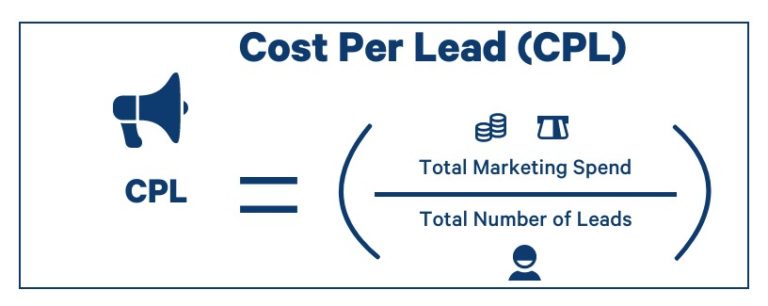 Cost Per Lead (CPL)
CPL
=
Total Marketing Spend
Total Number of Leads